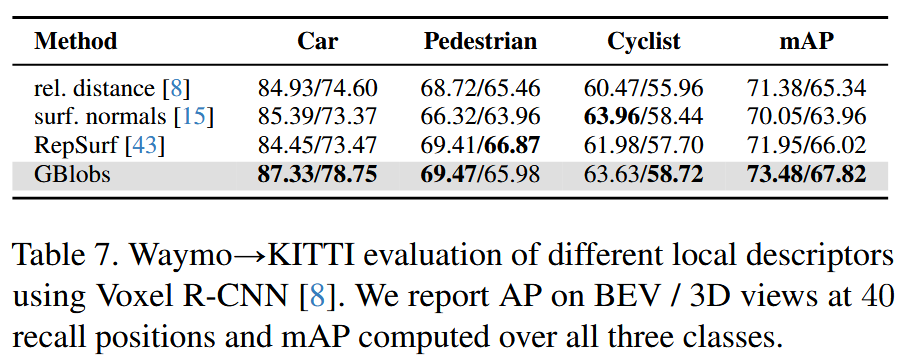 Method Car Pedestrian Cyclist mAP
rel. distance [8] 84.93/74.60 68.72/65.46 60.47/55.96 71.38/65.34
surf. normals [15] 85.39/73.37 66.32/63.96 63.96/58.44 70.05/63.96
RepSurf [43] 84.45/73.47 69.41/66.87 61.98/57.70 71.95/66.02
GBlobs 87.33/78.75 69.47/65.98 63.63/58.72 73.48/67.82
Table 7. Waymo→KITTI evaluation of different local descriptors
using Voxel R-CNN [8]. We report AP on BEV / 3D views at 40
recall positions and mAP computed over all three classes.